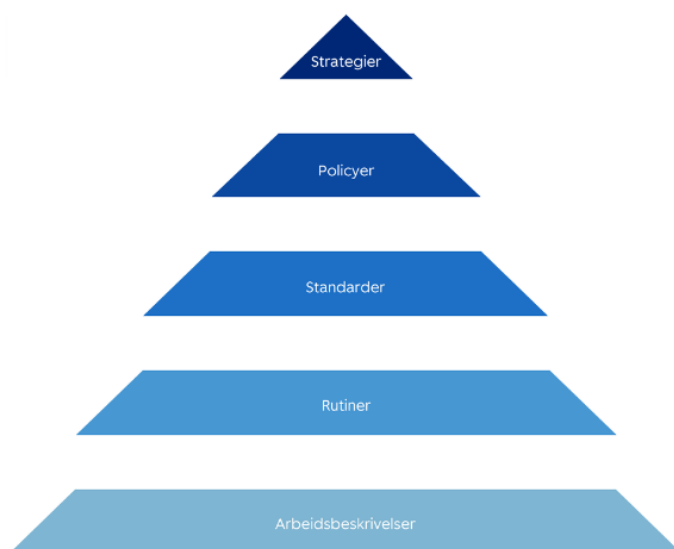 Strategier
Policyer
Standarder
Rutiner
Arbeidsbeskrivelser